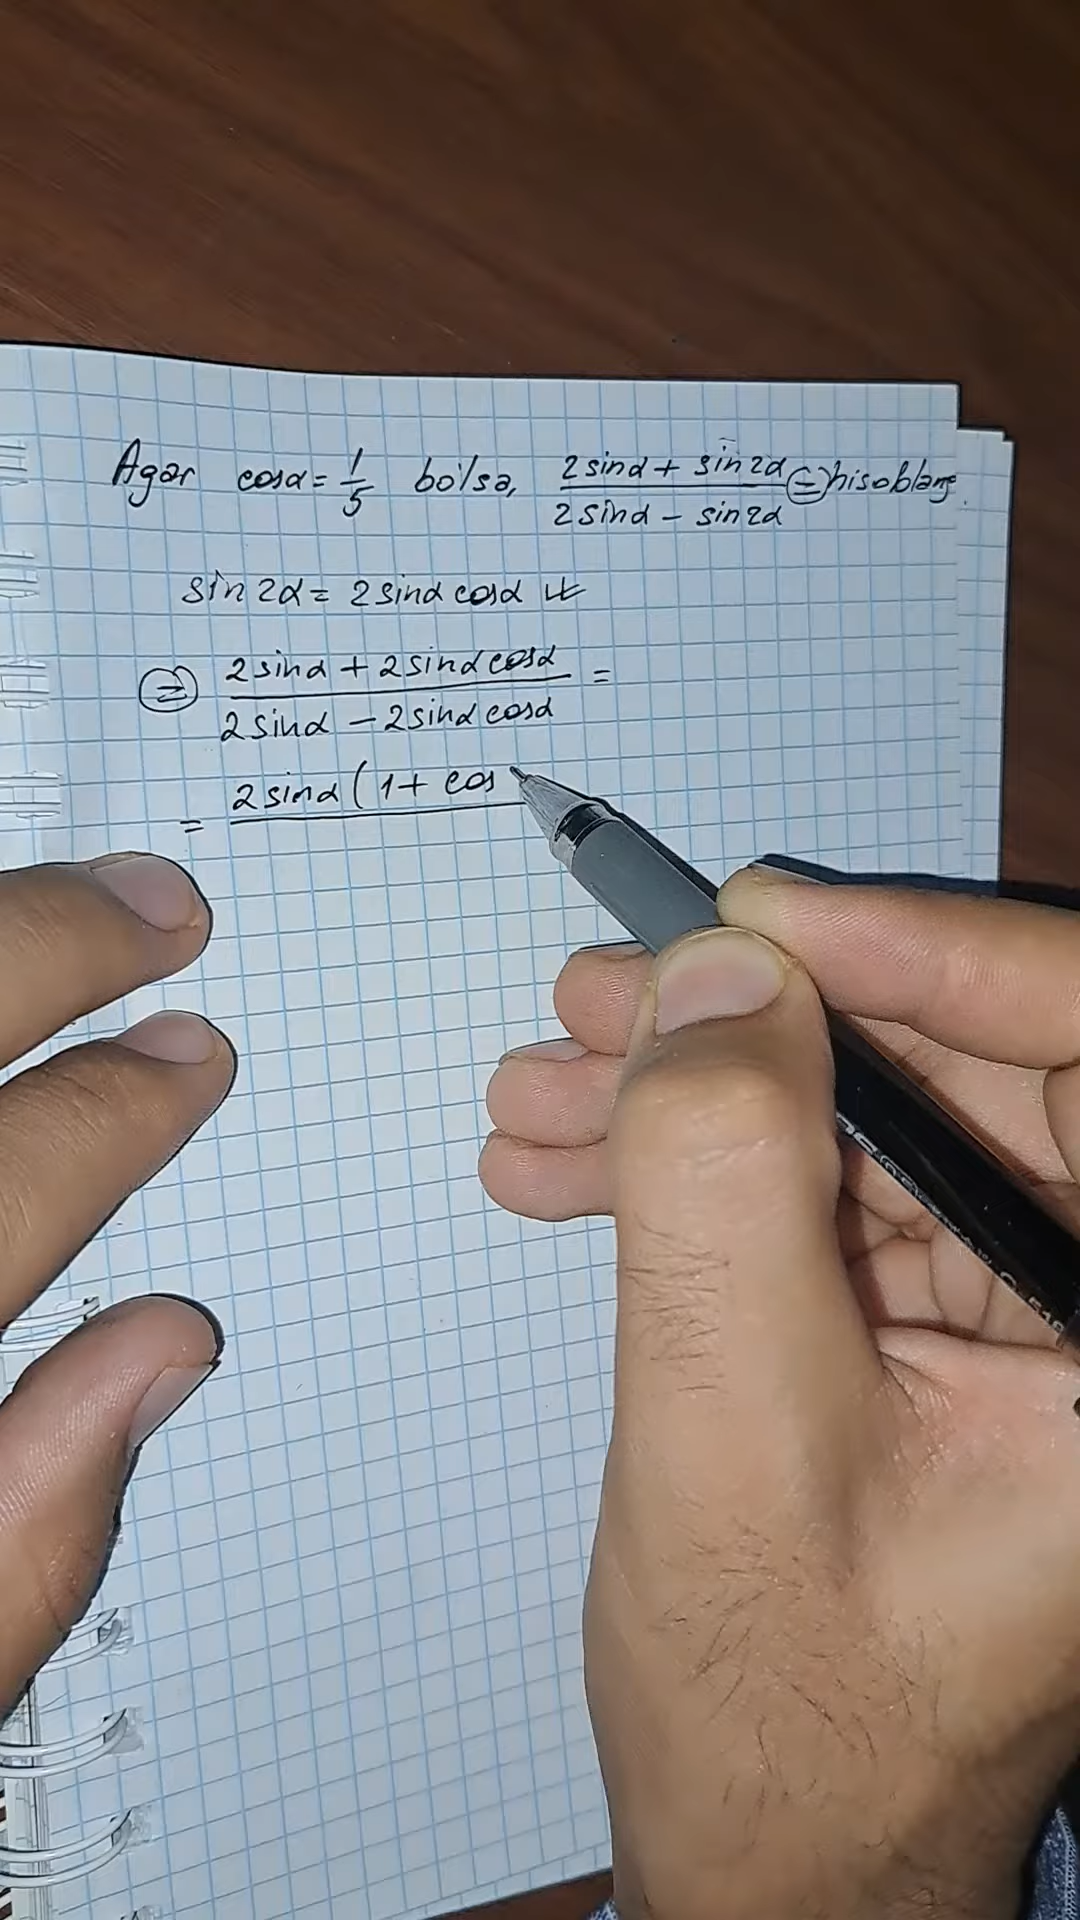 Agar cosα = 1/5 bo'lsa, (2sinα + sin2α)/(2sinα - sin2α) = hisoblang.
sin2α = 2sinα cosα
= (2sinα + 2sinα cosα)/(2sinα - 2sinα cosα) =
= 2sinα(1 + cos